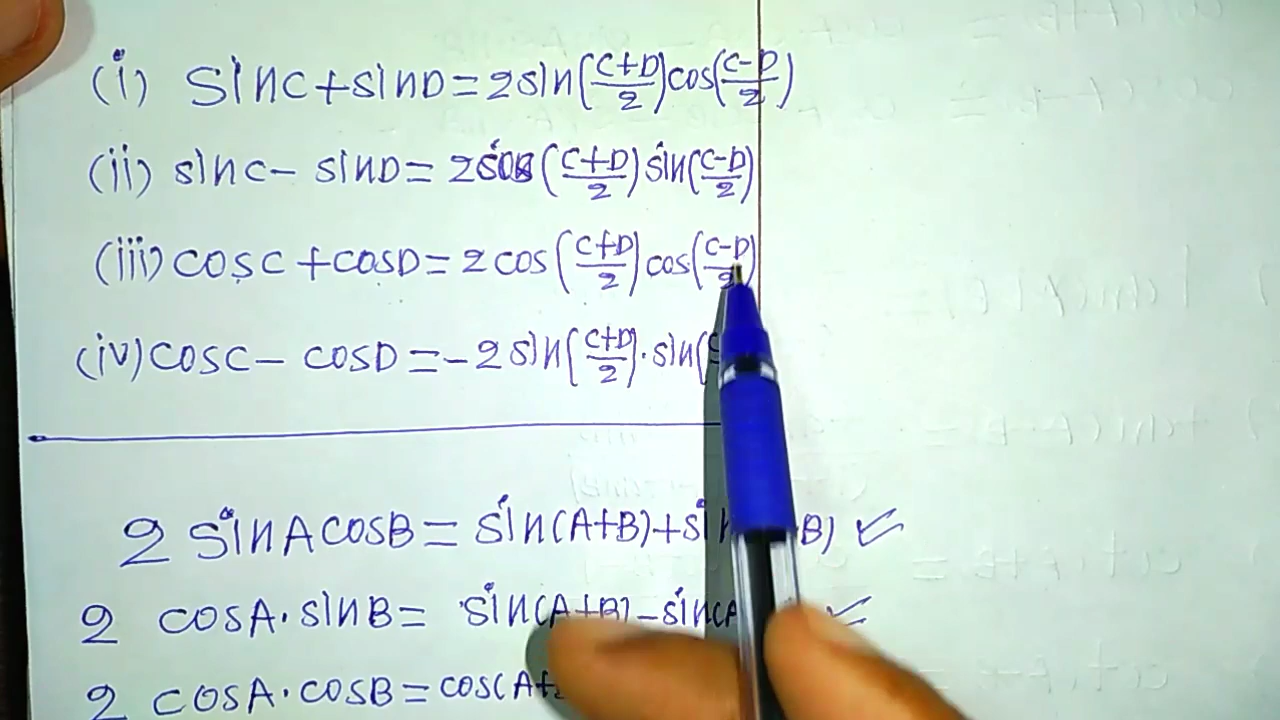 (i) sinC+sinD=2sin(C+D/2)cos(C-D/2)
(ii) sinC- sinD=2cos(C+D/2)sin(C-D/2)
(iii) cosC+cosD=2cos(C+D/2)cos(C-D/2)
(iv) cosC- cosD=-2sin(C+D/2).sin(
2 sinAcosB= sin(A+B)+sin B) ✓
2 cosA.sinB= sin(A+B)-sin(A ✓
2 cosA.cosB=cos(A+